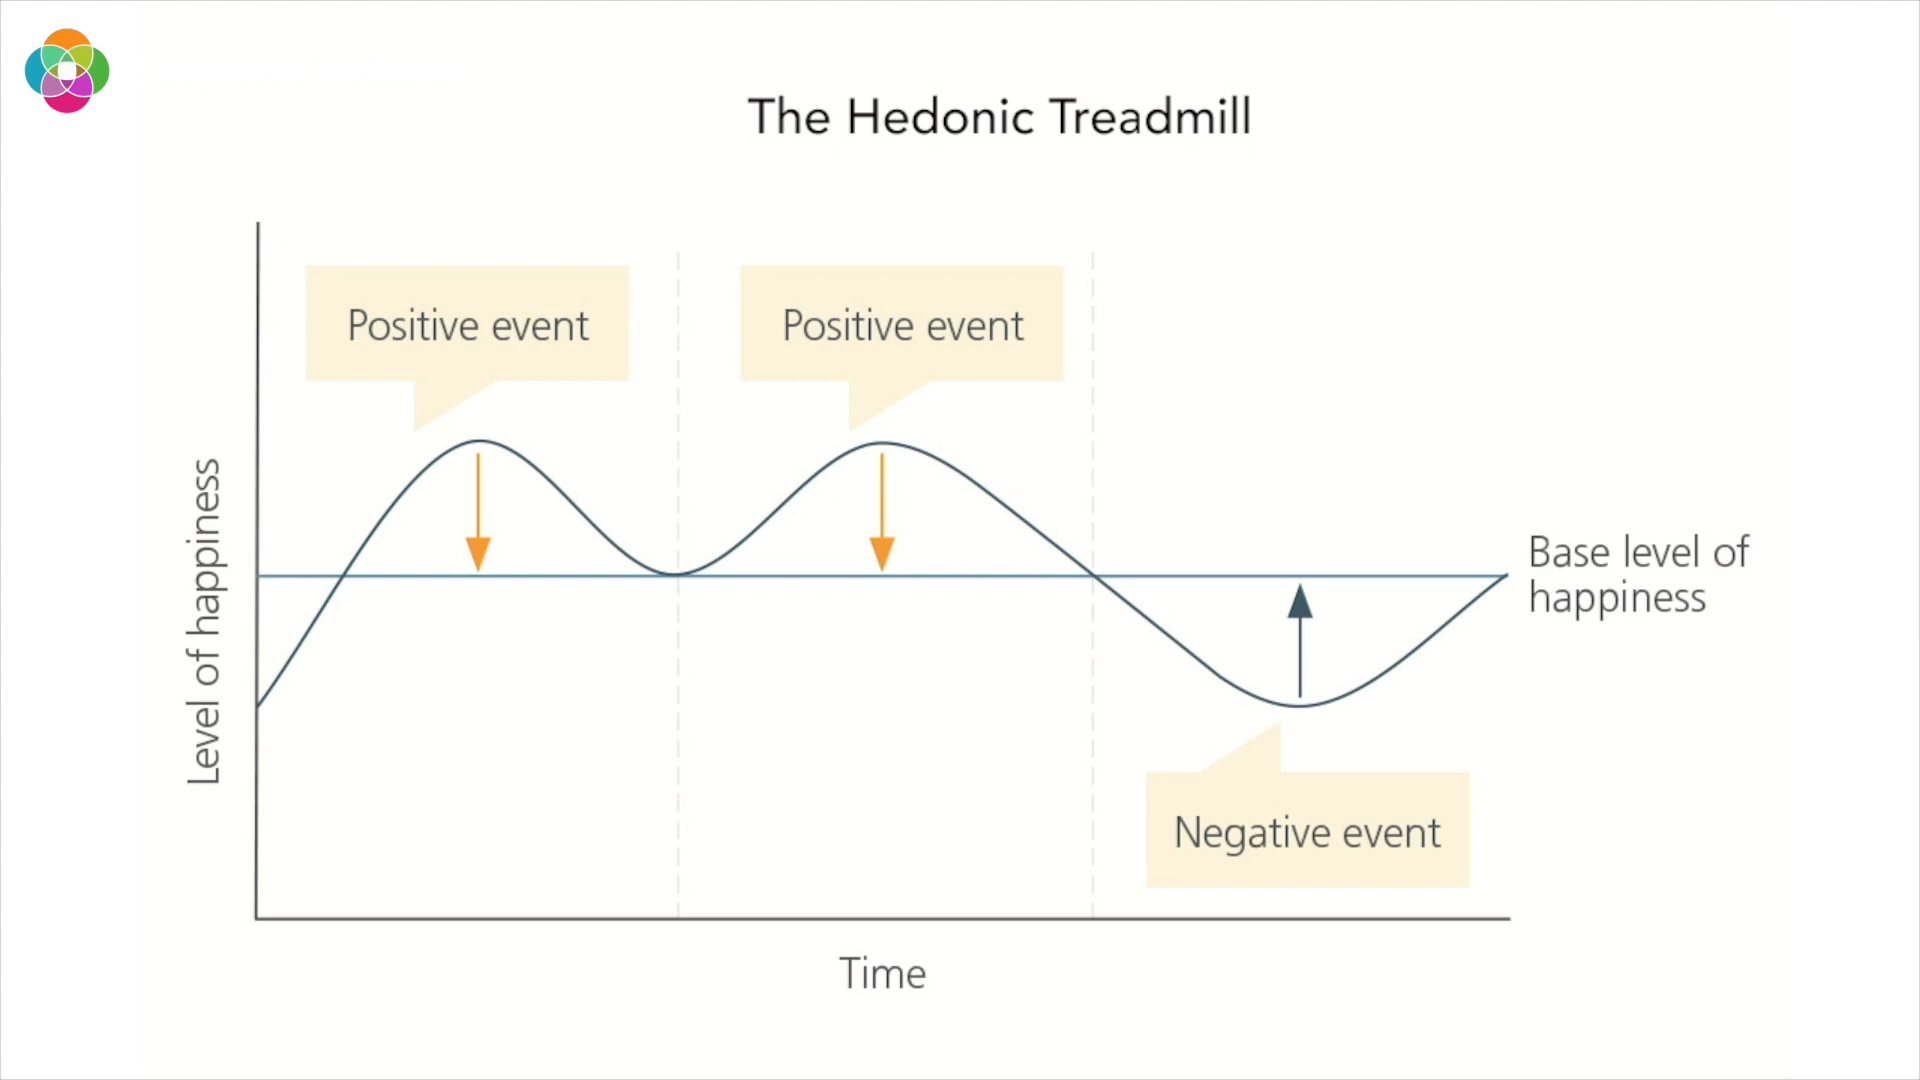 The Hedonic Treadmill
Positive event
Positive event
Level of happiness
Base level of
happiness
Negative event
Time